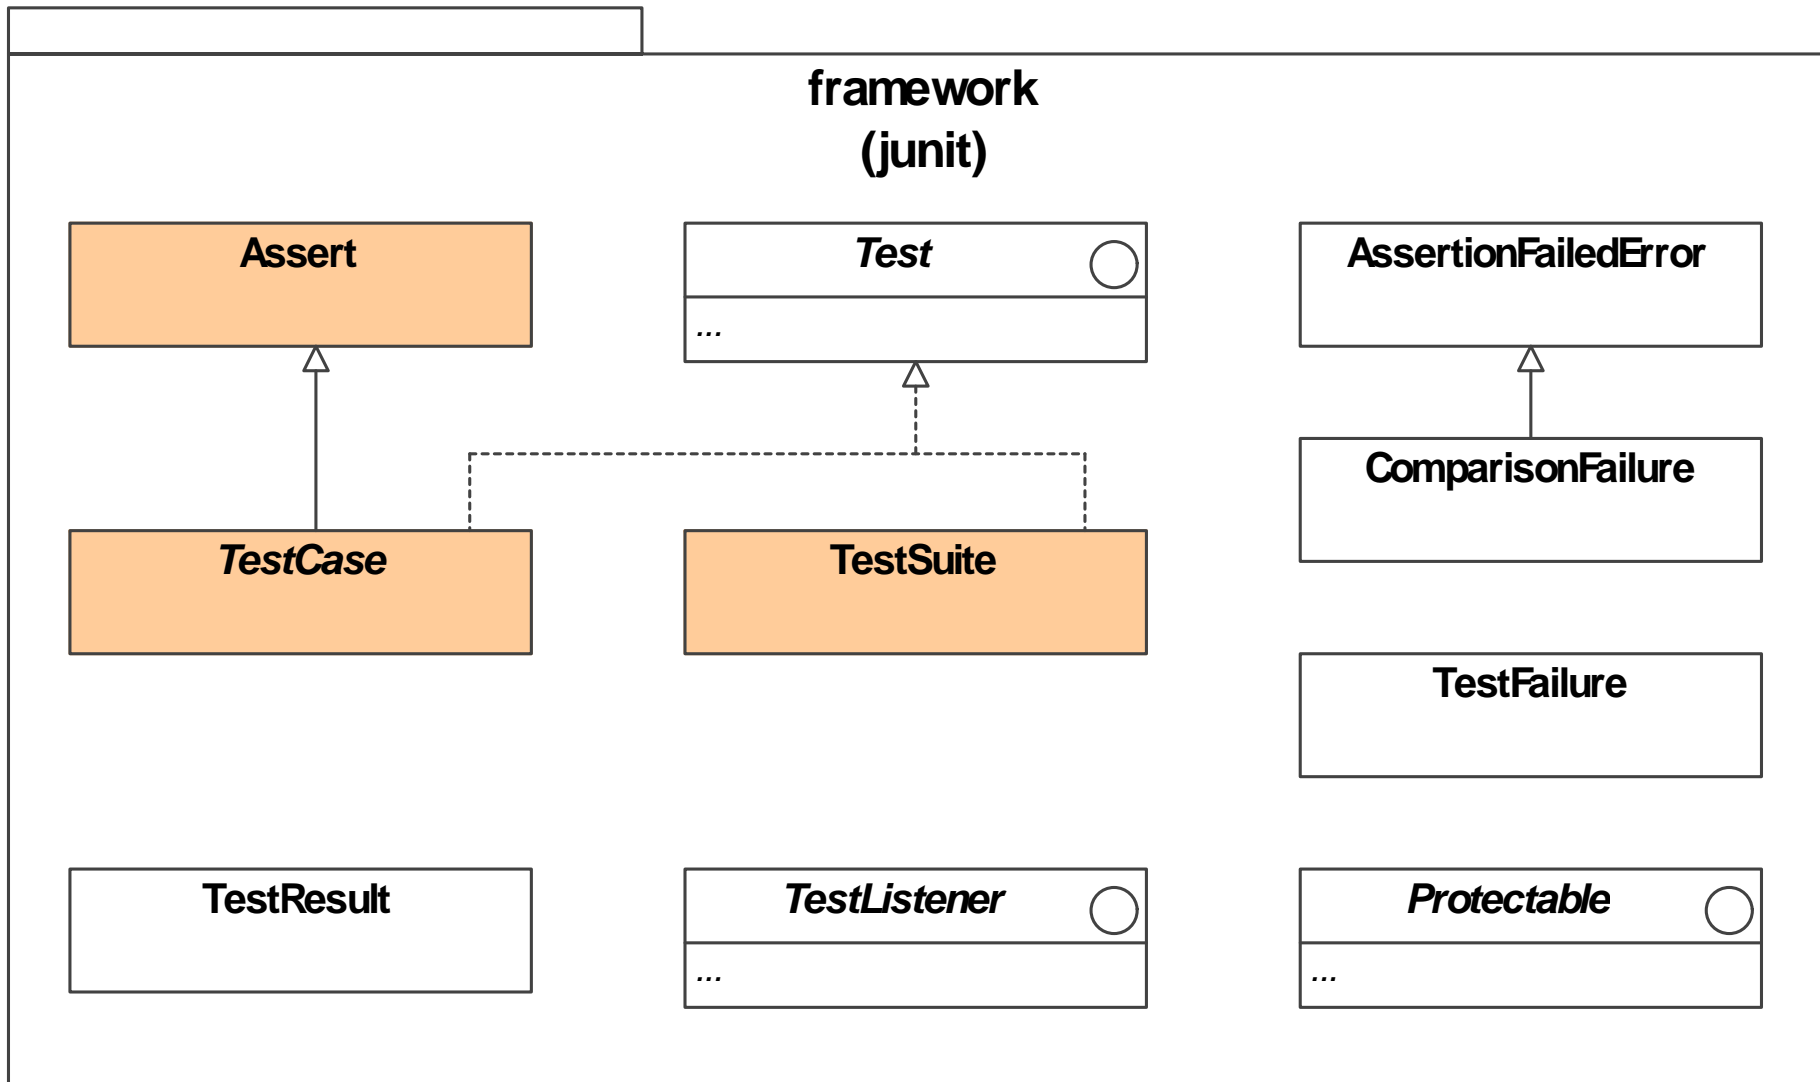 framework
(junit)
Assert
Test
...
AssertionFailedError
ComparisonFailure
TestCase
TestSuite
TestFailure
TestResult
TestListener
...
Protectable
...